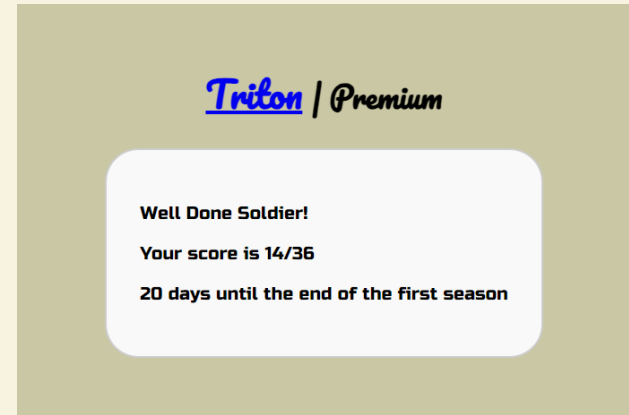 Triton | Premium
Well Done Soldier!
Your score is 14/36
20 days until the end of the first season